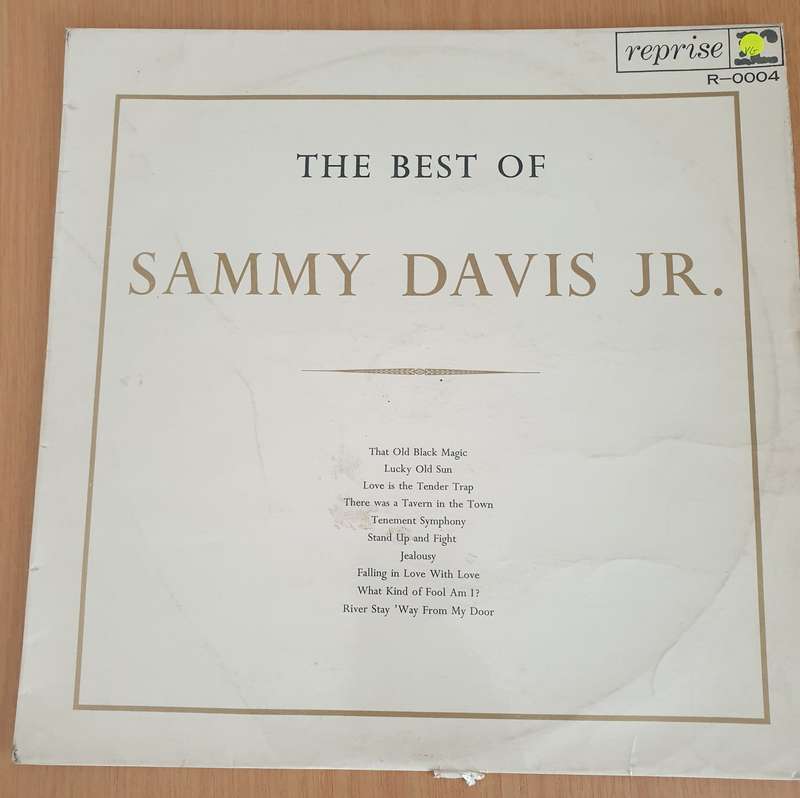 reprise
VG
R-0004
THE BEST OF
SAMMY DAVIS JR.
That Old Black Magic
Lucky Old Sun
Love is the Tender Trap
There was a Tavern in the Town
Tenement Symphony
Stand Up and Fight
Jealousy
Falling in Love With Love
What Kind of Fool Am I?
River Stay 'Way From My Door